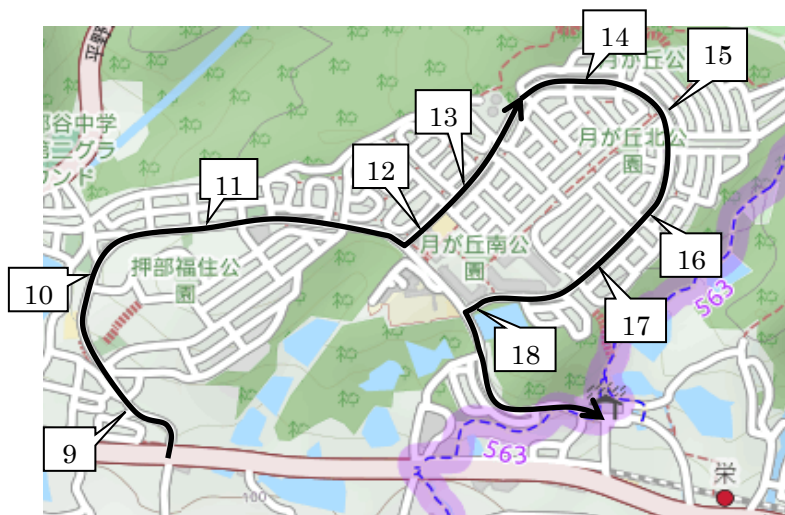 14
15
月が丘公
13
部谷中学
第二グラ
ウンド
月が丘北公
園
12
11
月が丘南公
園
押部福住公
園
16
10
563
17
18
9
563
栄
100